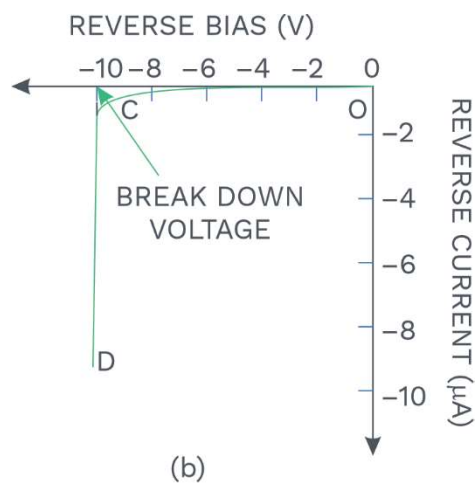 REVERSE BIAS (V)
−10 −8 −6 −4 −2 0
C O
−2
−4
−6
−8
−10
REVERSE CURRENT (μA)
BREAK DOWN
VOLTAGE
D
(b)